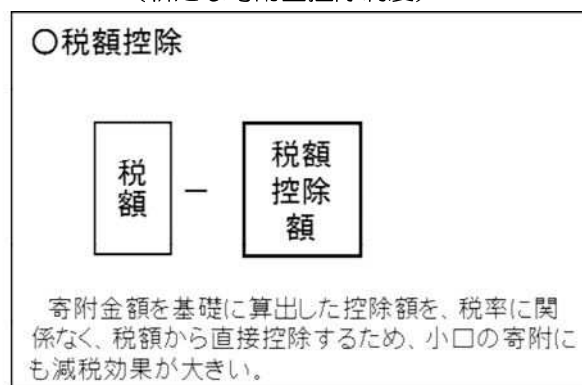 〇税額控除
税額
－
税額
控除
額
寄附金額を基礎に算出した控除額を、税率に関
係なく、税額から直接控除するため、小口の寄附に
も減税効果が大きい。